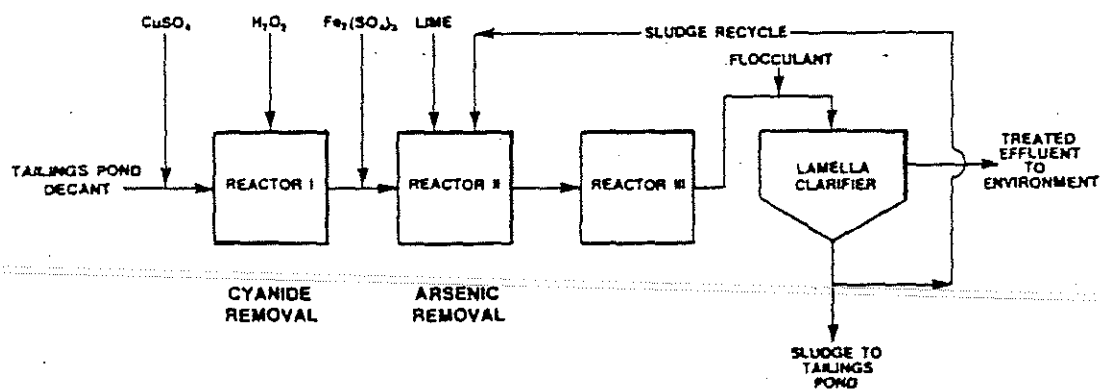 CuSO₄
H₂O₂
Fe₂(SO₄)₃
LIME
SLUDGE RECYCLE
FLOCCULANT
TAILINGS POND
DECANT
REACTOR I
REACTOR II
REACTOR III
LAMELLA
CLARIFIER
TREATED
EFFLUENT
TO
ENVIRONMENT
CYANIDE
REMOVAL
ARSENIC
REMOVAL
SLUDGE TO
TAILINGS
POND